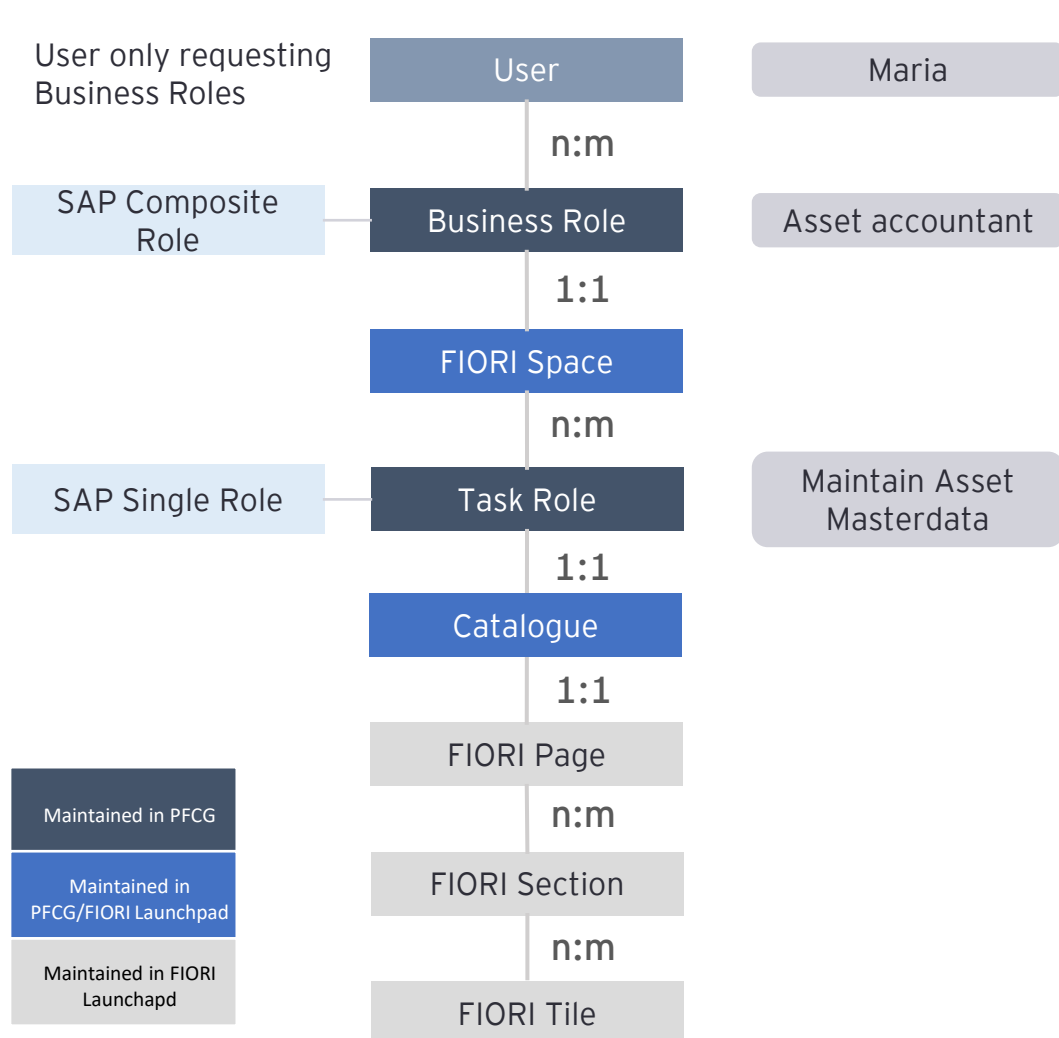 User only requesting
Business Roles
User
Maria
n:m
SAP Composite
Role
Business Role
Asset accountant
1:1
FIORI Space
n:m
SAP Single Role
Task Role
Maintain Asset
Masterdata
1:1
Catalogue
1:1
FIORI Page
n:m
FIORI Section
n:m
FIORI Tile
Maintained in PFCG
Maintained in
PFCG/FIORI Launchpad
Maintained in FIORI
Launchapd